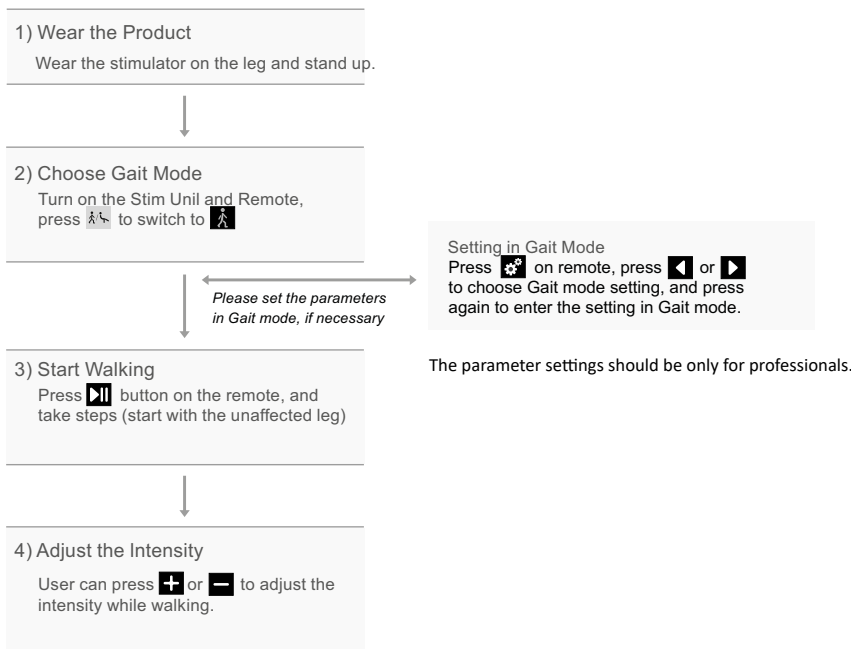 1) Wear the Product
Wear the stimulator on the leg and stand up.
2) Choose Gait Mode
Turn on the Stim Unil and Remote,
press to switch to
Please set the parameters
in Gait mode, if necessary
Setting in Gait Mode
Press on remote, press or
to choose Gait mode setting, and press
again to enter the setting in Gait mode.
The parameter settings should be only for professionals.
3) Start Walking
Press button on the remote, and
take steps (start with the unaffected leg)
4) Adjust the Intensity
User can press or to adjust the
intensity while walking.